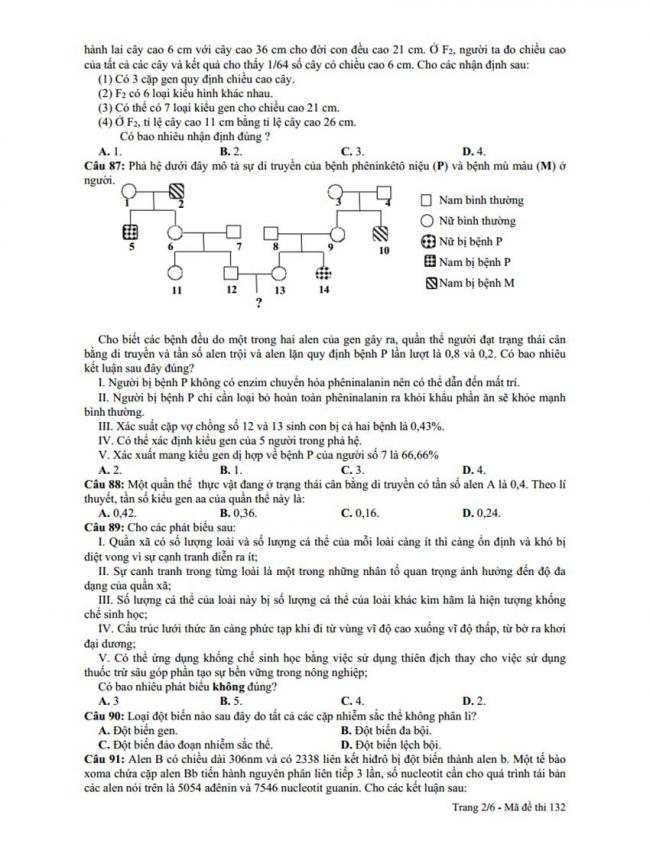 hành lai cây cao 6 cm với cây cao 36 cm cho đời con đều cao 21 cm. Ở F₂, người ta đo chiều cao
của tất cả các cây và kết quả cho thấy 1/64 số cây có chiều cao 6 cm. Cho các nhận định sau:
(1) Có 3 cặp gen quy định chiều cao cây.
(2) F₂ có 6 loại kiểu hình khác nhau.
(3) Có thể có 7 loại kiểu gen cho chiều cao 21 cm.
(4) Ở F₂, tỉ lệ cây cao 11 cm bằng tỉ lệ cây cao 26 cm.
Có bao nhiêu nhận định đúng ?
A. 1. B. 2. C. 3. D. 4.
Câu 87: Phả hệ dưới đây mô tả sự di truyền của bệnh phêninkêtô niệu (P) và bệnh mù màu (M) ở
người.
1 2 3 4
Nam bình thường
Nữ bình thường
Nữ bị bệnh P
5 6 7 8 9 10
Nam bị bệnh P
Nam bị bệnh M
11 12 13 14
?
Cho biết các bệnh đều do một trong hai alen của gen gây ra, quần thể người đạt trạng thái cân
bằng di truyền và tần số alen trội và alen lặn quy định bệnh P lần lượt là 0,8 và 0,2. Có bao nhiêu
kết luận sau đây đúng?
I. Người bị bệnh P không có enzim chuyển hóa phêninalanin nên có thể dẫn đến mất trí.
II. Người bị bệnh P chỉ cần loại bỏ hoàn toàn phêninalanin ra khỏi khẩu phần ăn sẽ khỏe mạnh
bình thường.
III. Xác suất cặp vợ chồng số 12 và 13 sinh con bị cả hai bệnh là 0,43%.
IV. Có thể xác định kiểu gen của 5 người trong phả hệ.
V. Xác xuất mang kiểu gen dị hợp về bệnh P của người số 7 là 66,66%
A. 2. B. 1. C. 3. D. 4.
Câu 88: Một quần thể thực vật đang ở trạng thái cân bằng di truyền có tần số alen A là 0,4. Theo lí
thuyết, tần số kiểu gen aa của quần thể này là:
A. 0,42. B. 0,36. C. 0,16. D. 0,24.
Câu 89: Cho các phát biểu sau:
I. Quần xã có số lượng loài và số lượng cá thể của mỗi loài càng ít thì càng ổn định và khó bị
diệt vong vì sự cạnh tranh diễn ra ít;
II. Sự canh tranh trong từng loài là một trong những nhân tố quan trọng ảnh hưởng đến độ đa
dạng của quần xã;
III. Số lượng cá thể của loài này bị số lượng cá thể của loài khác kìm hãm là hiện tượng khống
chế sinh học;
IV. Cấu trúc lưới thức ăn càng phức tạp khi đi từ vùng vĩ độ cao xuống vĩ độ thấp, từ bờ ra khơi
đại dương;
V. Có thể ứng dụng khống chế sinh học bằng việc sử dụng thiên địch thay cho việc sử dụng
thuốc trừ sâu góp phần tạo sự bền vững trong nông nghiệp;
Có bao nhiêu phát biểu không đúng?
A. 3 B. 5. C. 4. D. 2.
Câu 90: Loại đột biến nào sau đây do tất cả các cặp nhiễm sắc thể không phân li?
A. Đột biến gen. B. Đột biến đa bội.
C. Đột biến đảo đoạn nhiễm sắc thể. D. Đột biến lệch bội.
Câu 91: Alen B có chiều dài 306nm và có 2338 liên kết hiđrô bị đột biến thành alen b. Một tế bào
xoma chứa cặp alen Bb tiến hành nguyên phân liên tiếp 3 lần, số nucleotit cần cho quá trình tái bản
các alen nói trên là 5054 ađênin và 7546 nucleotit guanin. Cho các kết luận sau:
Trang 2/6 - Mã đề thi 132